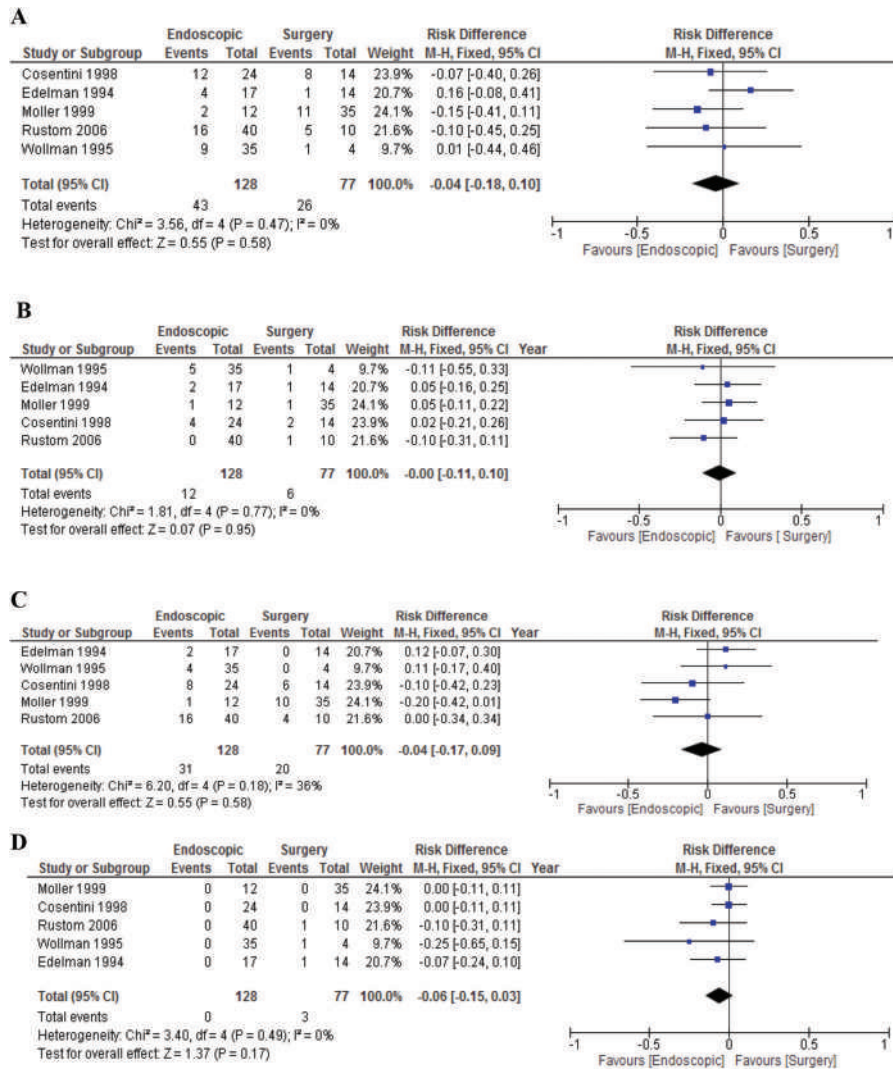 A
Endoscopic Surgery Risk Difference Risk Difference
Study or Subgroup Events Total Events Total Weight M-H, Fixed, 95% CI M-H, Fixed, 95% CI
Cosentini 1998 12 24 8 14 23.9% -0.07 [-0.40, 0.26]
Edelman 1994 4 17 1 14 20.7% 0.16 [-0.08, 0.41]
Moller 1999 2 12 11 35 24.1% -0.15 [-0.41, 0.11]
Rustom 2006 16 40 5 10 21.6% -0.10 [-0.45, 0.25]
Wollman 1995 9 35 1 4 9.7% 0.01 [-0.44, 0.46]
Total (95% CI) 128 77 100.0% -0.04 [-0.18, 0.10]
Total events 43 26
Heterogeneity: Chi² = 3.56, df = 4 (P = 0.47); I² = 0%
Test for overall effect: Z = 0.55 (P = 0.58)
-1 -0.5 0 0.5 1
Favours [Endoscopic] Favours [Surgery]
B
Endoscopic Surgery Risk Difference Risk Difference
Study or Subgroup Events Total Events Total Weight M-H, Fixed, 95% CI Year M-H, Fixed, 95% CI
Wollman 1995 5 35 1 4 9.7% -0.11 [-0.55, 0.33]
Edelman 1994 2 17 1 14 20.7% 0.05 [-0.16, 0.25]
Moller 1999 1 12 1 35 24.1% 0.05 [-0.11, 0.22]
Cosentini 1998 4 24 2 14 23.9% 0.02 [-0.21, 0.26]
Rustom 2006 0 40 1 10 21.6% -0.10 [-0.31, 0.11]
Total (95% CI) 128 77 100.0% -0.00 [-0.11, 0.10]
Total events 12 6
Heterogeneity: Chi² = 1.81, df = 4 (P = 0.77); I² = 0%
Test for overall effect: Z = 0.07 (P = 0.95)
-1 -0.5 0 0.5 1
Favours [Endoscopic] Favours [ Surgery]
C
Endoscopic Surgery Risk Difference Risk Difference
Study or Subgroup Events Total Events Total Weight M-H, Fixed, 95% CI Year M-H, Fixed, 95% CI
Edelman 1994 2 17 0 14 20.7% 0.12 [-0.07, 0.30]
Wollman 1995 4 35 0 4 9.7% 0.11 [-0.17, 0.40]
Cosentini 1998 8 24 6 14 23.9% -0.10 [-0.42, 0.23]
Moller 1999 1 12 10 35 24.1% -0.20 [-0.42, 0.01]
Rustom 2006 16 40 4 10 21.6% 0.00 [-0.34, 0.34]
Total (95% CI) 128 77 100.0% -0.04 [-0.17, 0.09]
Total events 31 20
Heterogeneity: Chi² = 6.20, df = 4 (P = 0.18); I² = 36%
Test for overall effect: Z = 0.55 (P = 0.58)
-1 -0.5 0 0.5 1
Favours [Endoscopic] Favours [Surgery]
D
Endoscopic Surgery Risk Difference Risk Difference
Study or Subgroup Events Total Events Total Weight M-H, Fixed, 95% CI Year M-H, Fixed, 95% CI
Moller 1999 0 12 0 35 24.1% 0.00 [-0.11, 0.11]
Cosentini 1998 0 24 0 14 23.9% 0.00 [-0.11, 0.11]
Rustom 2006 0 40 1 10 21.6% -0.10 [-0.31, 0.11]
Wollman 1995 0 35 1 4 9.7% -0.25 [-0.65, 0.15]
Edelman 1994 0 17 1 14 20.7% -0.07 [-0.24, 0.10]
Total (95% CI) 128 77 100.0% -0.06 [-0.15, 0.03]
Total events 0 3
Heterogeneity: Chi² = 3.40, df = 4 (P = 0.49); I² = 0%
Test for overall effect: Z = 1.37 (P = 0.17)
-1 -0.5 0 0.5 1
Favours [Endoscopic] Favours [Surgery]